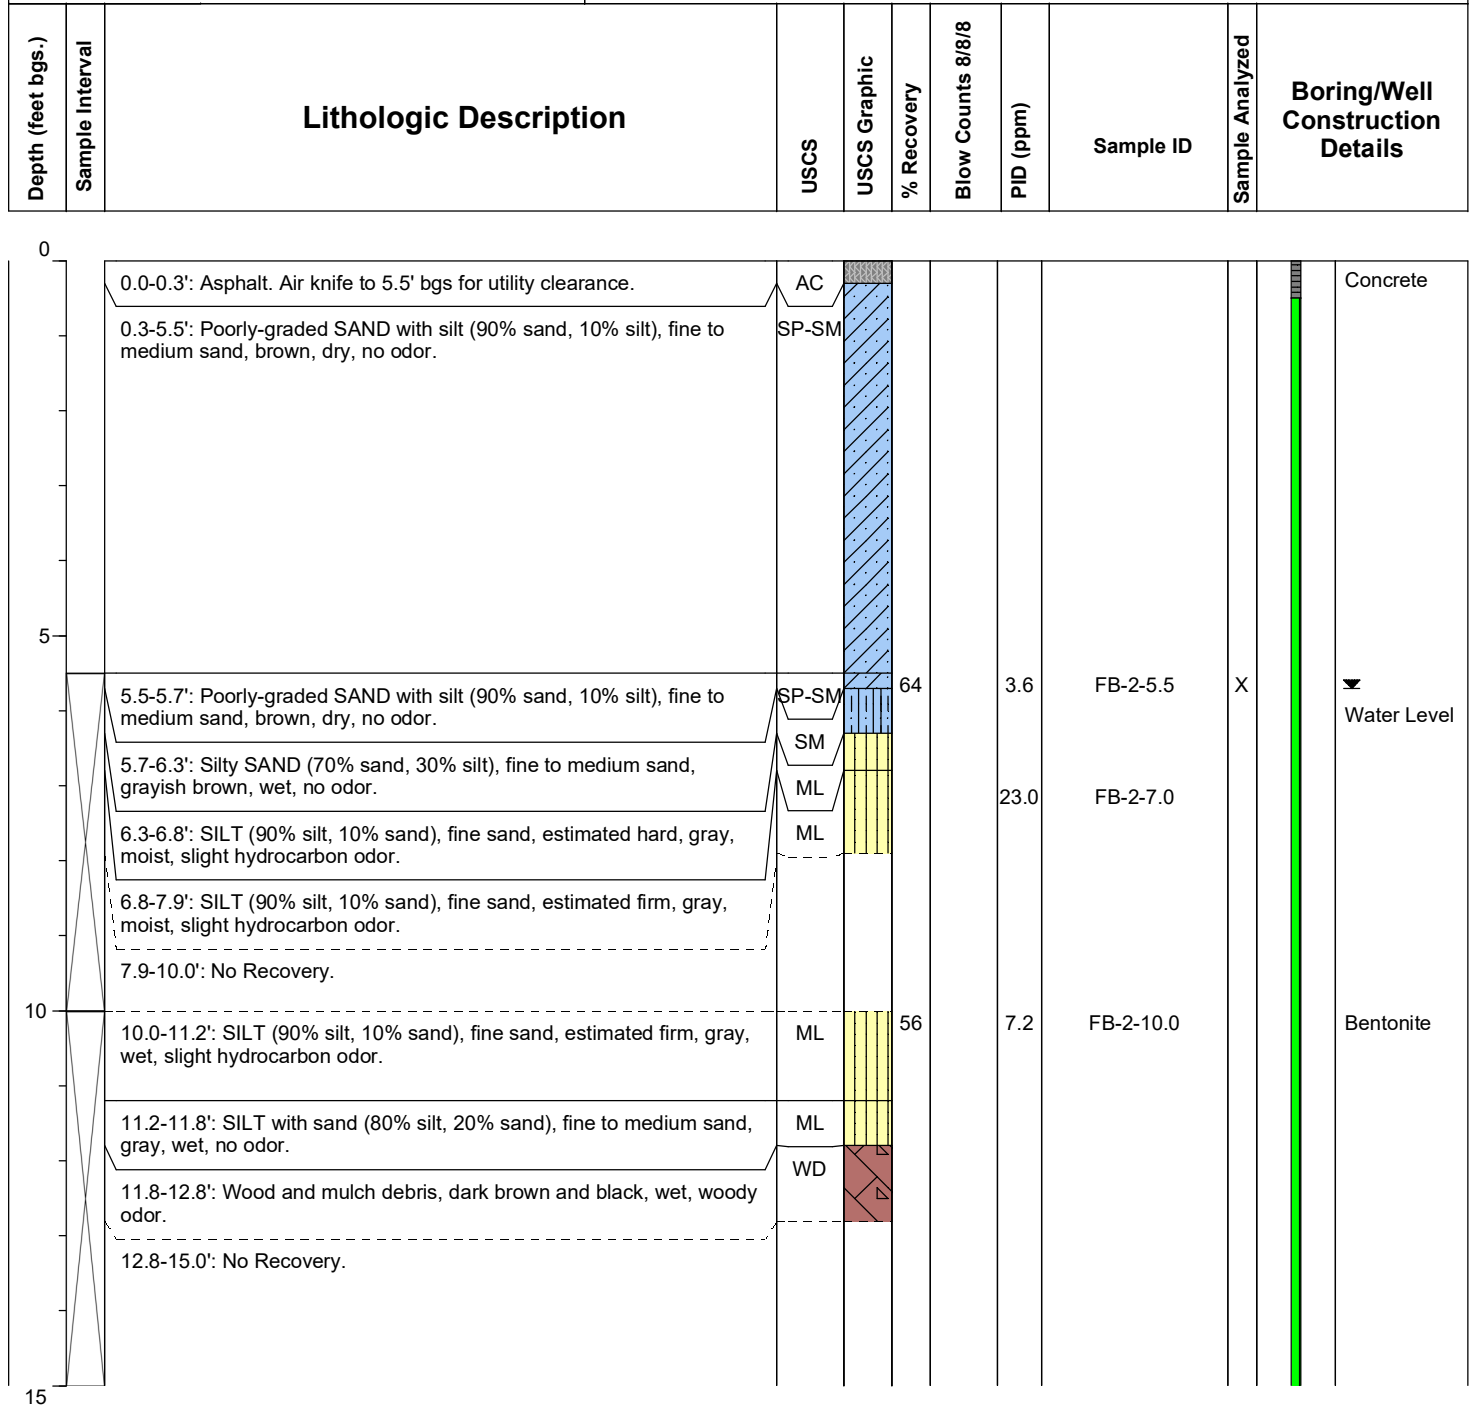 Depth (feet bgs.)
Sample Interval
Lithologic Description
USCS
USCS Graphic
% Recovery
Blow Counts 8/8/8
PID (ppm)
Sample ID
Sample Analyzed
Boring/Well
Construction
Details
0
0.0-0.3': Asphalt. Air knife to 5.5' bgs for utility clearance.
AC
Concrete
0.3-5.5': Poorly-graded SAND with silt (90% sand, 10% silt), fine to
medium sand, brown, dry, no odor.
SP-SM
5
5.5-5.7': Poorly-graded SAND with silt (90% sand, 10% silt), fine to
medium sand, brown, dry, no odor.
SP-SM
64
3.6
FB-2-5.5
X
Water Level
5.7-6.3': Silty SAND (70% sand, 30% silt), fine to medium sand,
grayish brown, wet, no odor.
SM
6.3-6.8': SILT (90% silt, 10% sand), fine sand, estimated hard, gray,
moist, slight hydrocarbon odor.
ML
23.0
FB-2-7.0
6.8-7.9': SILT (90% silt, 10% sand), fine sand, estimated firm, gray,
moist, slight hydrocarbon odor.
ML
7.9-10.0': No Recovery.
10
10.0-11.2': SILT (90% silt, 10% sand), fine sand, estimated firm, gray,
wet, slight hydrocarbon odor.
ML
56
7.2
FB-2-10.0
Bentonite
11.2-11.8': SILT with sand (80% silt, 20% sand), fine to medium sand,
gray, wet, no odor.
ML
11.8-12.8': Wood and mulch debris, dark brown and black, wet, woody
odor.
WD
12.8-15.0': No Recovery.
15